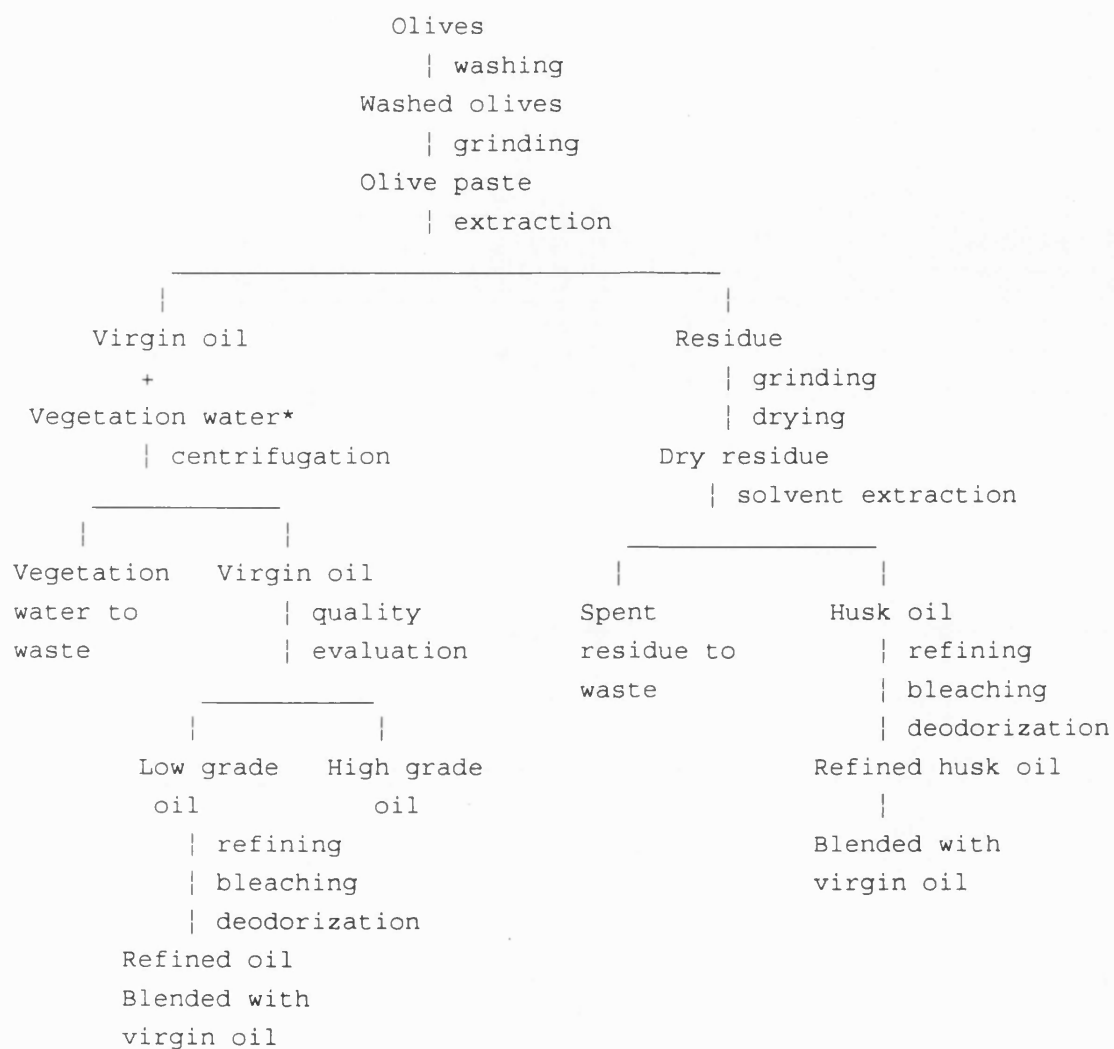 Olives
washing
Washed olives
grinding
Olive paste
extraction
Virgin oil Residue
+ grinding
Vegetation water* drying
centrifugation Dry residue
solvent extraction
Vegetation Virgin oil
water to quality Spent Husk oil
waste evaluation residue to refining
waste bleaching
deodorization
Low grade High grade Refined husk oil
oil oil
refining Blended with
bleaching virgin oil
deodorization
Refined oil
Blended with
virgin oil